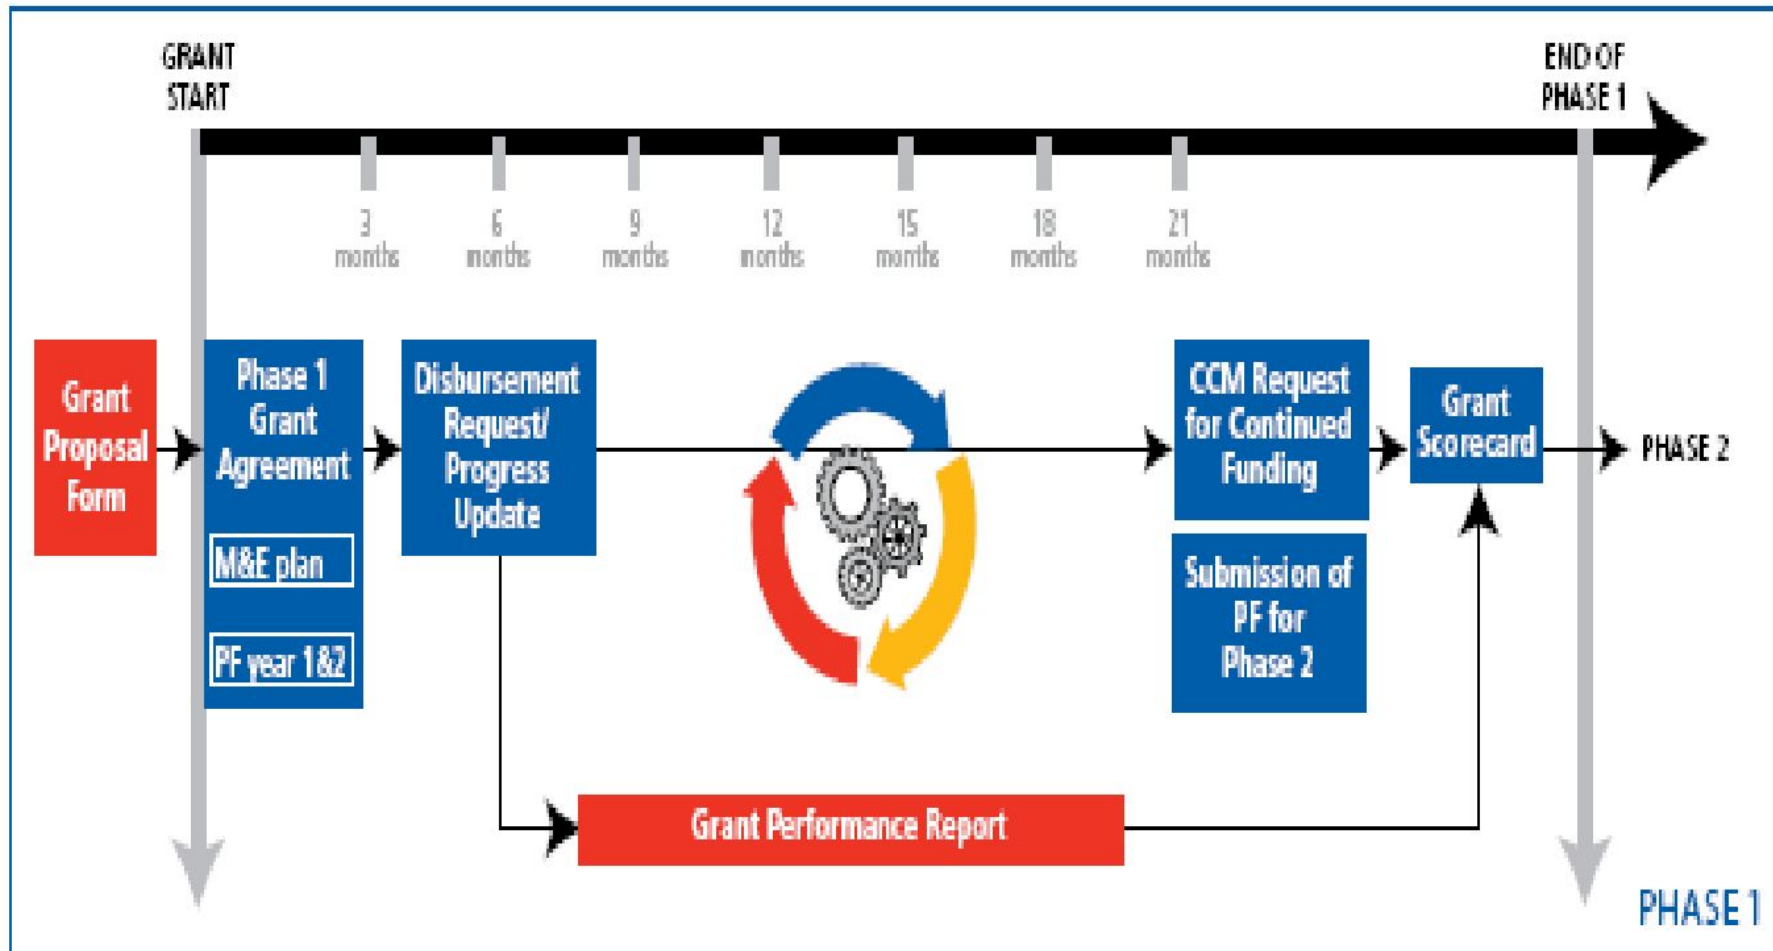 GRANT
START
END OF
PHASE 1
3
months
6
months
9
months
12
months
15
months
18
months
21
months
Grant
Proposal
Form
Phase 1
Grant
Agreement
M&E plan
PF year 1&2
Disbursement
Request/
Progress
Update
CCM Request
for Continued
Funding
Submission of
PF for
Phase 2
Grant
Scorecard
PHASE 2
Grant Performance Report
PHASE 1